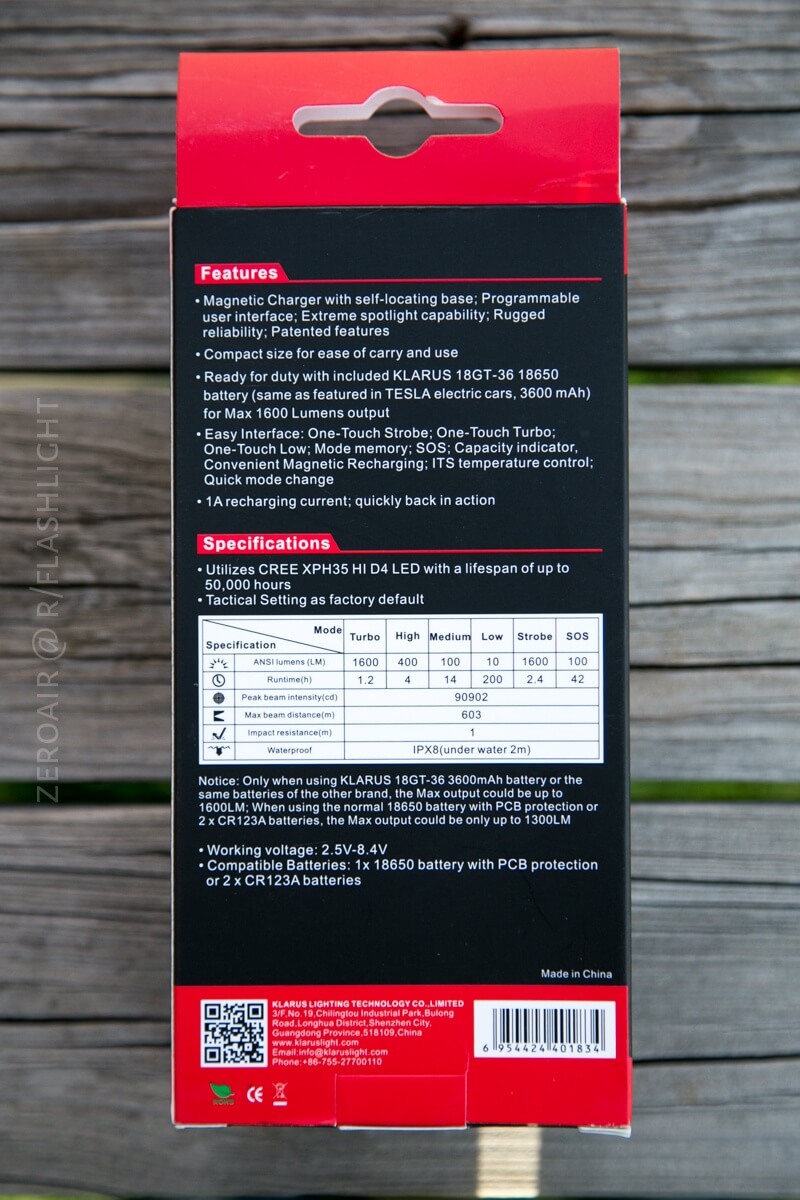 Features
• Magnetic Charger with self-locating base; Programmable
user interface; Extreme spotlight capability; Rugged
reliability; Patented features
• Compact size for ease of carry and use
• Ready for duty with included KLARUS 18GT-36 18650
battery (same as featured in TESLA electric cars, 3600 mAh)
for Max 1600 Lumens output
• Easy Interface: One-Touch Strobe; One-Touch Turbo;
One-Touch Low; Mode memory; SOS; Capacity indicator,
Convenient Magnetic Recharging; ITS temperature control;
Quick mode change
• 1A recharging current; quickly back in action
Specifications
• Utilizes CREE XPH35 HI D4 LED with a lifespan of up to
50,000 hours
• Tactical Setting as factory default
Specification Mode Turbo High Medium Low Strobe SOS
ANSI lumens (LM) 1600 400 100 10 1600 100
Runtime(h) 1.2 4 14 200 2.4 42
Peak beam intensity(cd) 90902
Max beam distance(m) 603
Impact resistance(m) 1
Waterproof IPX8(under water 2m)
Notice: Only when using KLARUS 18GT-36 3600mAh battery or the
same batteries of the other brand, the Max output could be up to
1600LM; When using the normal 18650 battery with PCB protection or
2 x CR123A batteries, the Max output could be only up to 1300LM
• Working voltage: 2.5V-8.4V
• Compatible Batteries: 1x 18650 battery with PCB protection
or 2 x CR123A batteries
Made in China
KLARUS LIGHTING TECHNOLOGY CO.,LIMITED
3/F,No.19,Chilingtou Industrial Park,Bulong
Road,Longhua District,Shenzhen City,
Guangdong Province,518109,China
www.klaruslight.com
Email:info@klaruslight.com
Phone:+86-755-27700110
6 954424 401834
ROHS
CE
ZEROAIR @ R/FLASHLIGHT